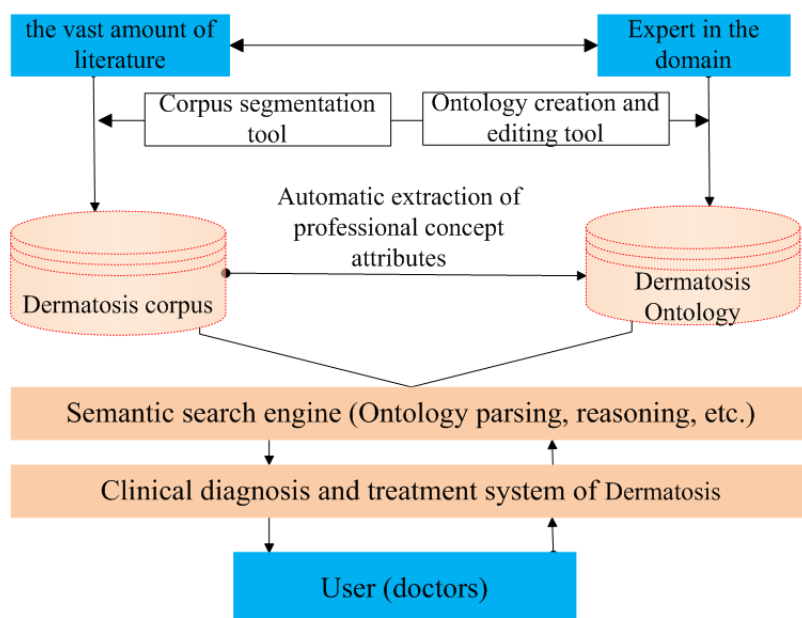 the vast amount of
literature
Expert in the
domain
Corpus segmentation
tool
Ontology creation and
editing tool
Automatic extraction of
professional concept
attributes
Dermatosis corpus
Dermatosis
Ontology
Semantic search engine (Ontology parsing, reasoning, etc.)
Clinical diagnosis and treatment system of Dermatosis
User (doctors)